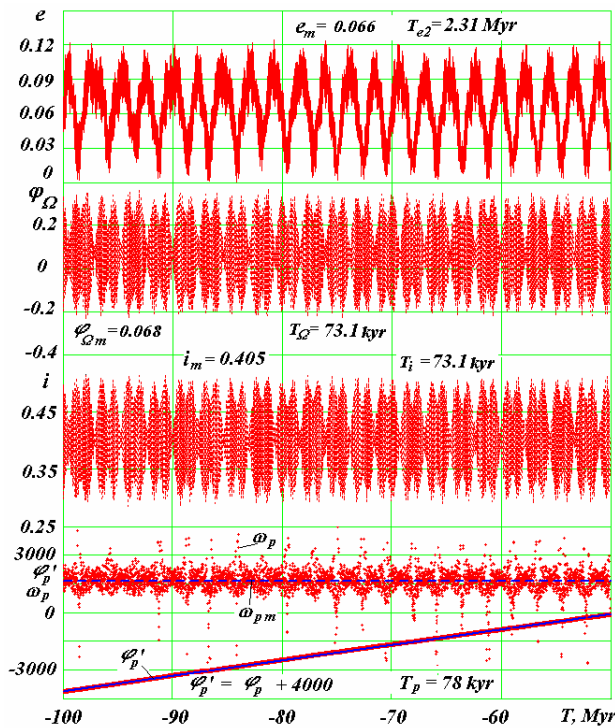 e
e_m = 0.066 T_e2 = 2.31 Myr
0.12
0.09
0.06
0.03
0
φ_Ω
0.2
0
-0.2
φ_Ωm = 0.068 T_Ω = 73.1 kyr
-0.4
i_m = 0.405 T_i = 73.1 kyr
i
0.45
0.35
0.25
ω_p
3000
φ_p'
ω_p
ω_pm
0
-3000
φ_p'
φ_p' = φ_p + 4000 T_p = 78 kyr
-100 -90 -80 -70 -60 T, Myr